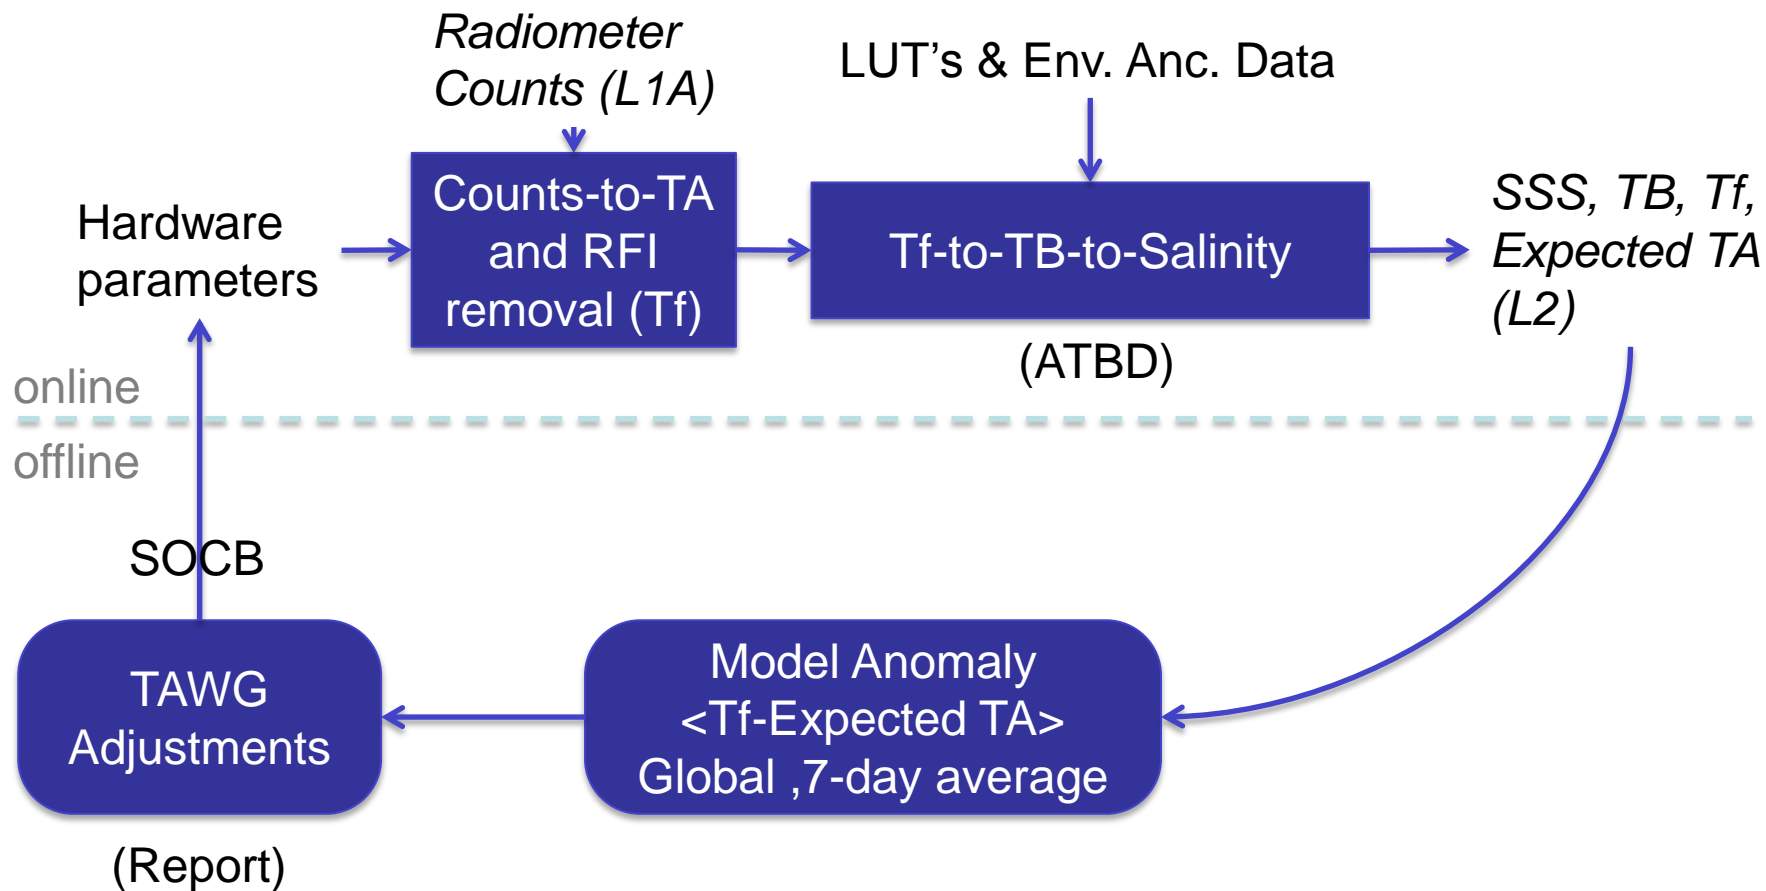 Radiometer
Counts (L1A)
LUT’s & Env. Anc. Data
Hardware
parameters
Counts-to-TA
and RFI
removal (Tf)
Tf-to-TB-to-Salinity
(ATBD)
SSS, TB, Tf,
Expected TA
(L2)
online
offline
SOCB
TAWG
Adjustments
(Report)
Model Anomaly
<Tf-Expected TA>
Global ,7-day average